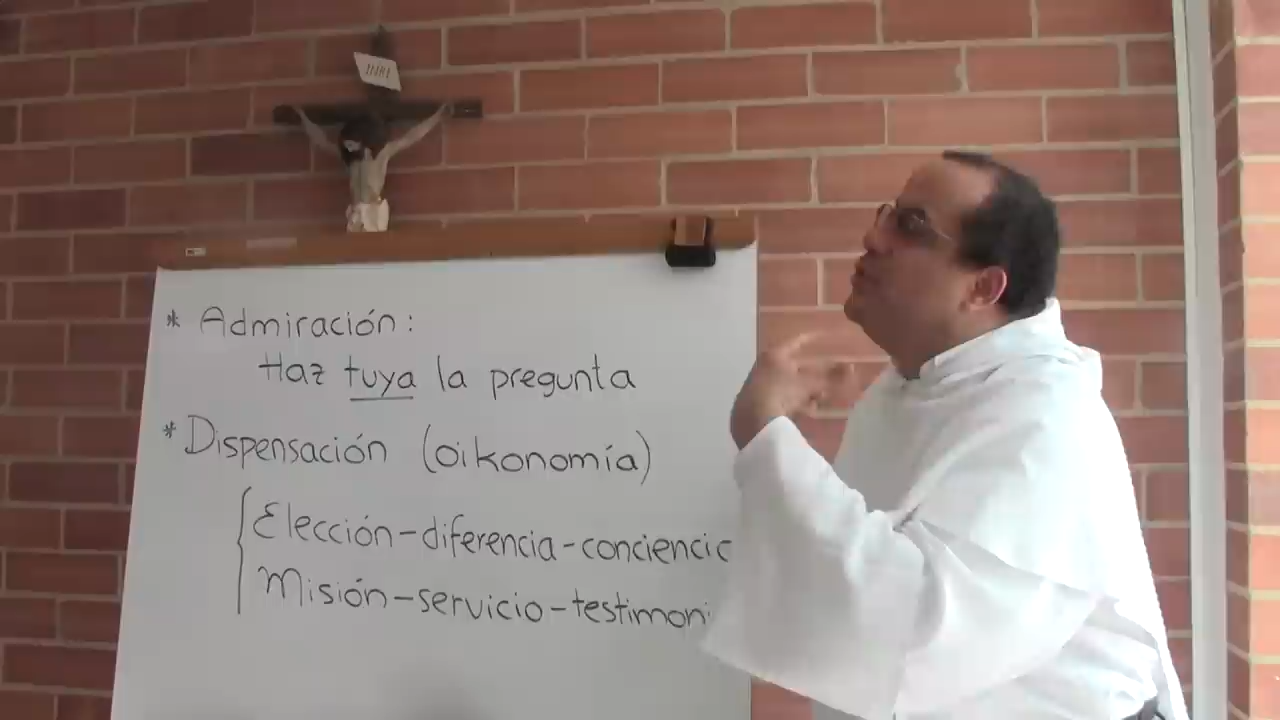 INRI
* Admiración:
Haz tuya la pregunta
* Dispensación (oikonomía)
Elección-diferencia-concienci
Misión-servicio-testimoni